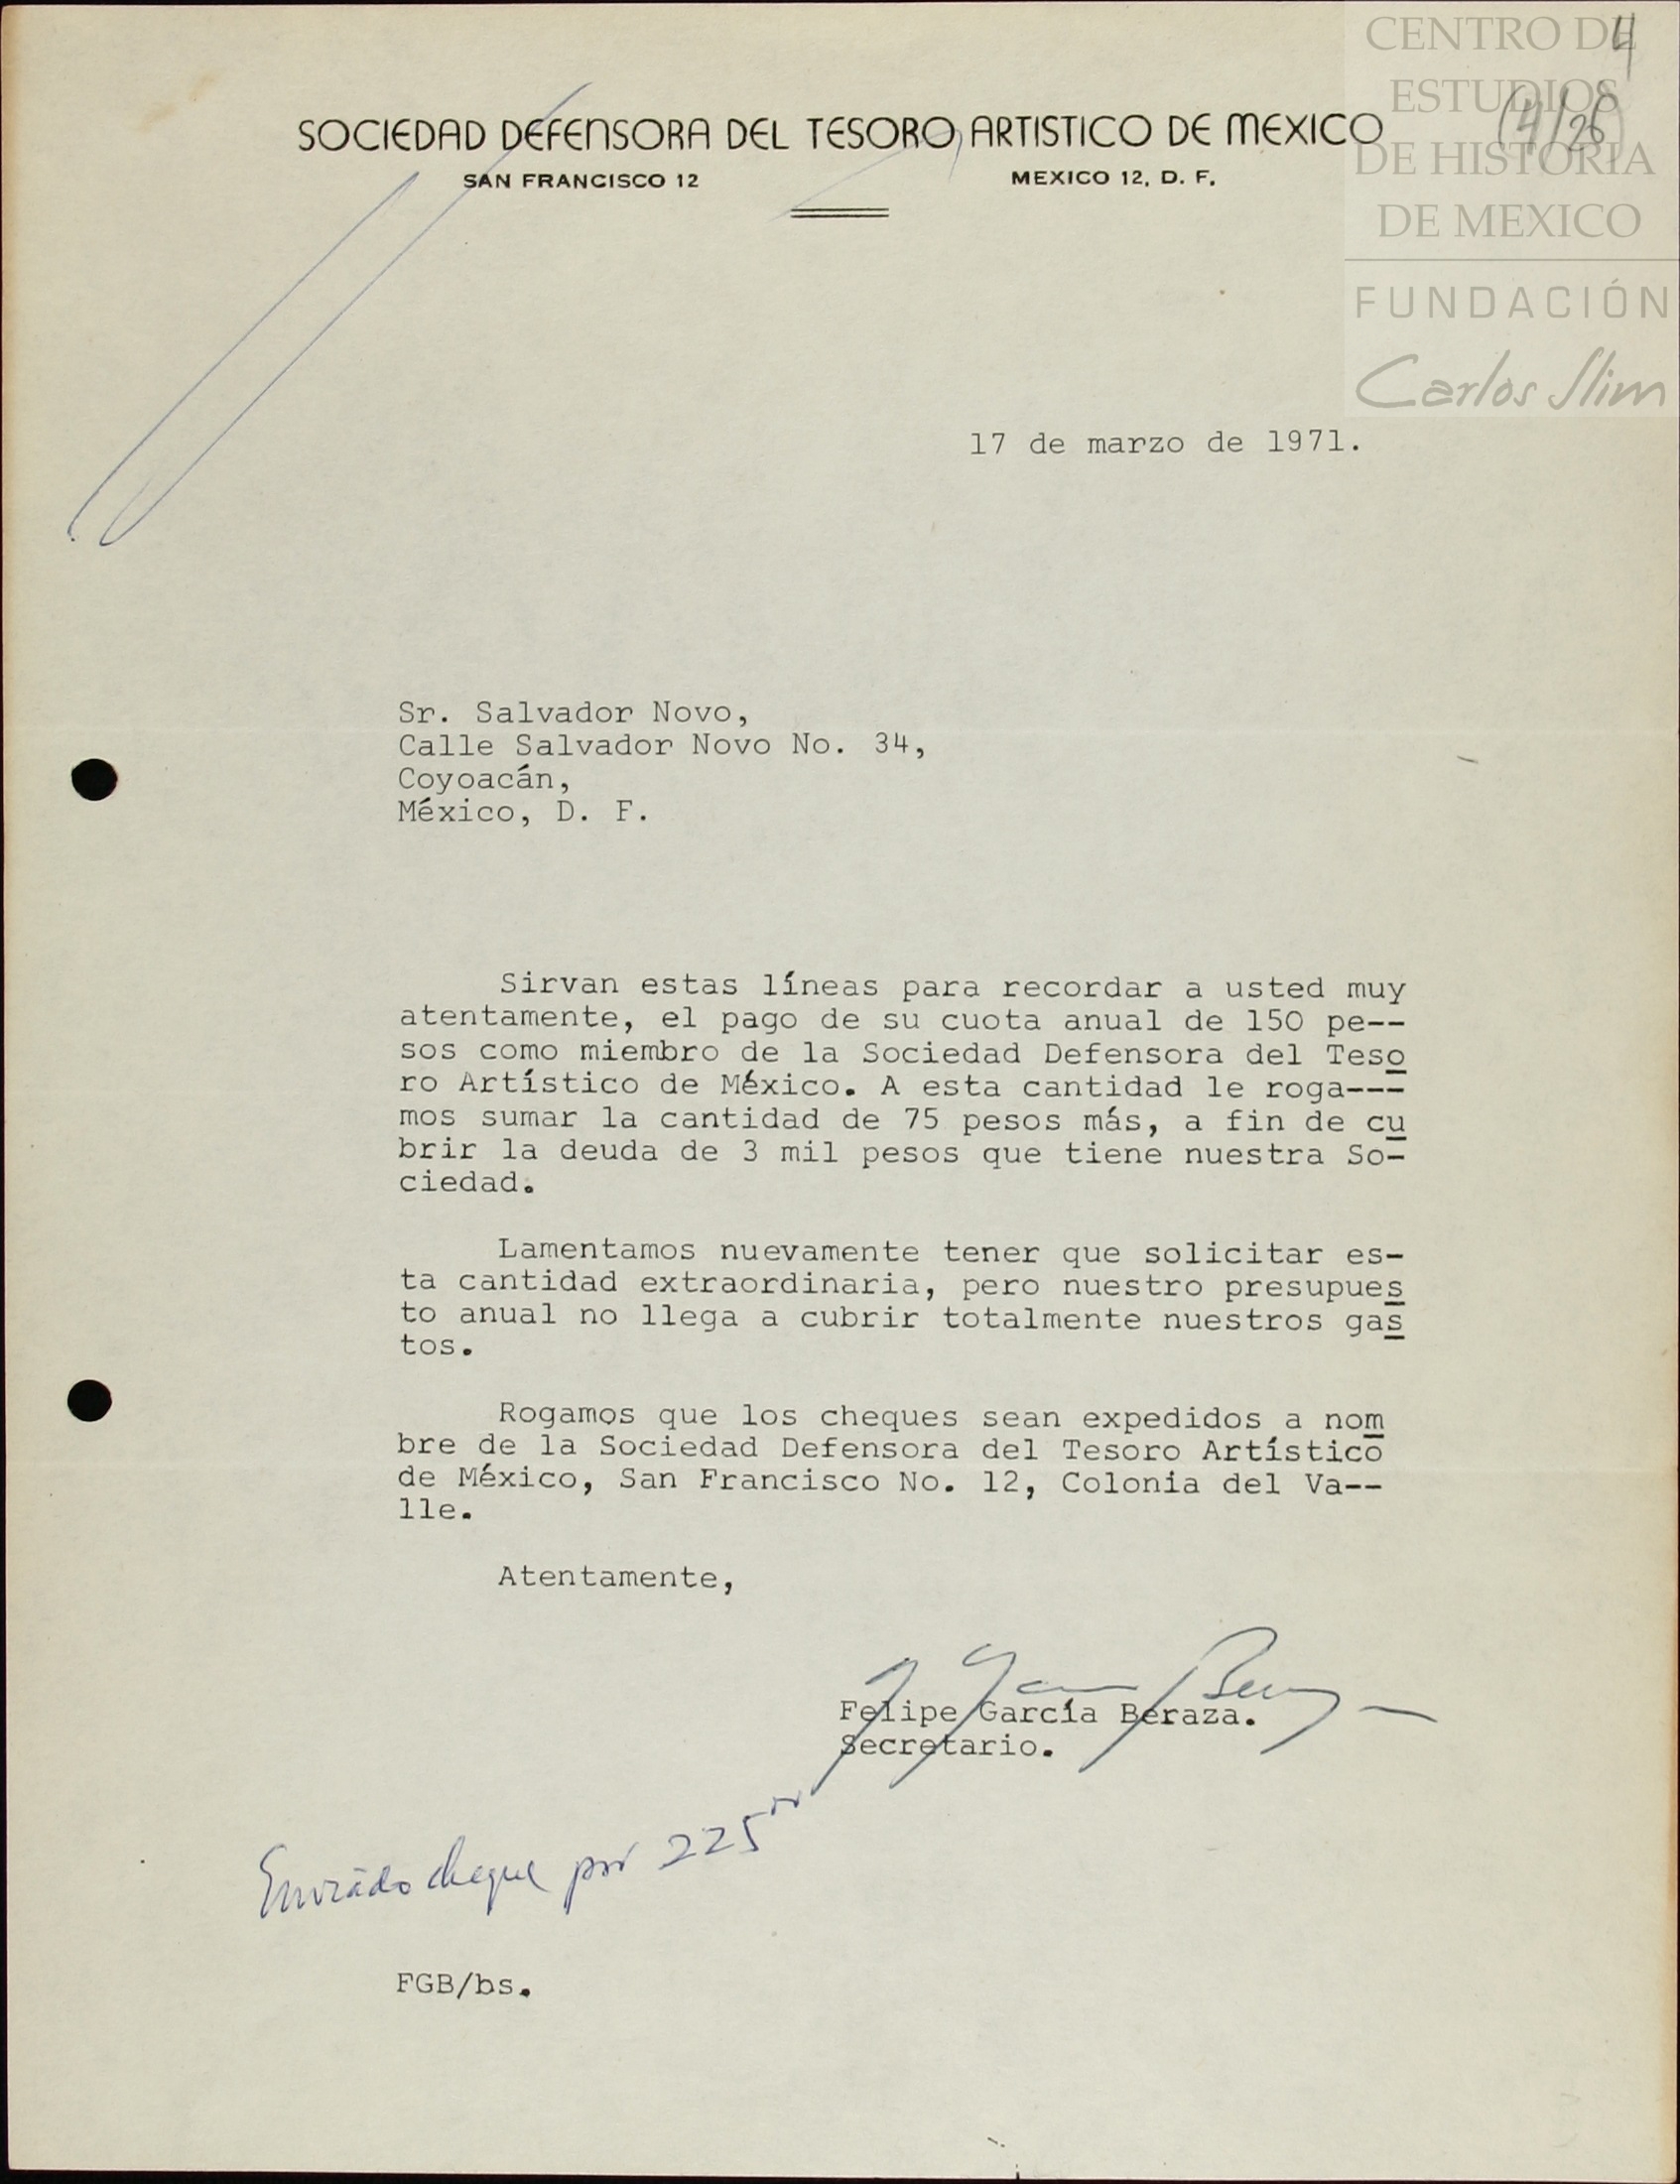 CENTRO DE
4
ESTUDIOS
(4/26)
SOCIEDAD DEFENSORA DEL TESORO ARTISTICO DE MEXICO
DE HISTORIA
SAN FRANCISCO 12 MEXICO 12, D. F.
DE MEXICO
FUNDACIÓN
Carlos Slim
17 de marzo de 1971.
Sr. Salvador Novo,
Calle Salvador Novo No. 34,
Coyoacán,
México, D. F.
Sirvan estas líneas para recordar a usted muy
atentamente, el pago de su cuota anual de 150 pe--
sos como miembro de la Sociedad Defensora del Teso
ro Artístico de México. A esta cantidad le roga---
mos sumar la cantidad de 75 pesos más, a fin de cu
brir la deuda de 3 mil pesos que tiene nuestra So-
ciedad.
Lamentamos nuevamente tener que solicitar es-
ta cantidad extraordinaria, pero nuestro presupues
to anual no llega a cubrir totalmente nuestros gas
tos.
Rogamos que los cheques sean expedidos a nom
bre de la Sociedad Defensora del Tesoro Artístico
de México, San Francisco No. 12, Colonia del Va--
lle.
Atentamente,
Felipe García Beraza.
Secretario.
Enviado cheque por 225⁰⁰
FGB/bs.